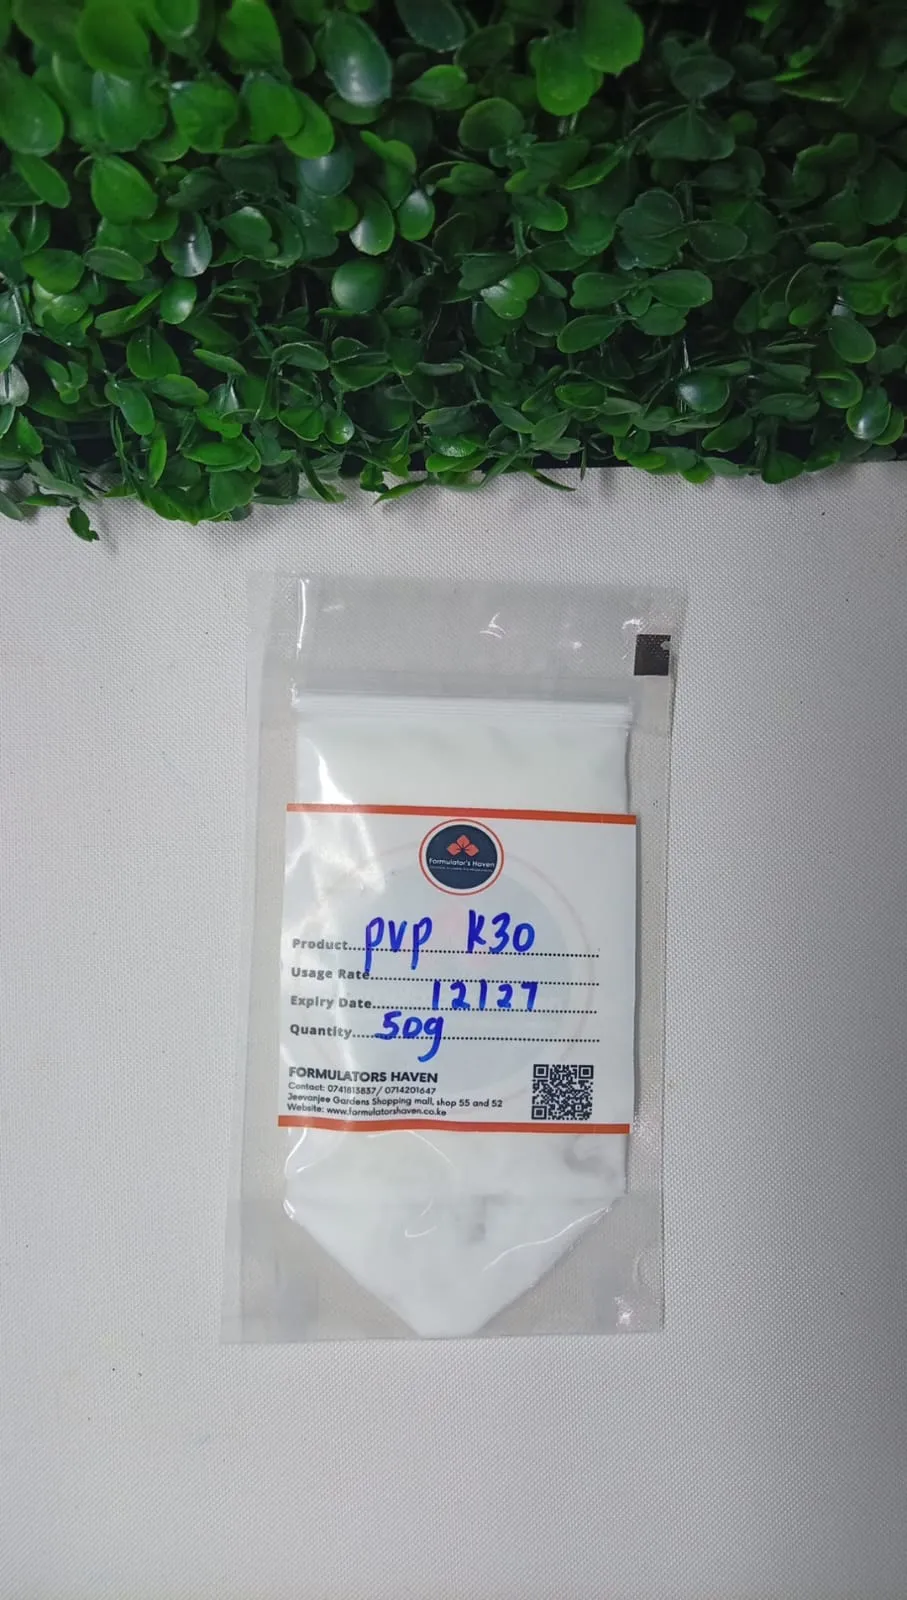 Formulator's Haven
Product....pvp K30
Usage Rate
Expiry Date.......12/27
Quantity....50g
FORMULATORS HAVEN
Contact: 0741813837/ 0714201647
Jeevanjee Gardens Shopping mall, shop 55 and 52
Website: www.formulatorshaven.co.ke